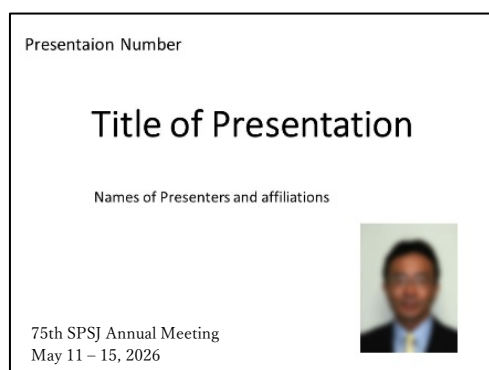 Presentaion Number
Title of Presentation
Names of Presenters and affiliations
75th SPSJ Annual Meeting
May 11 – 15, 2026